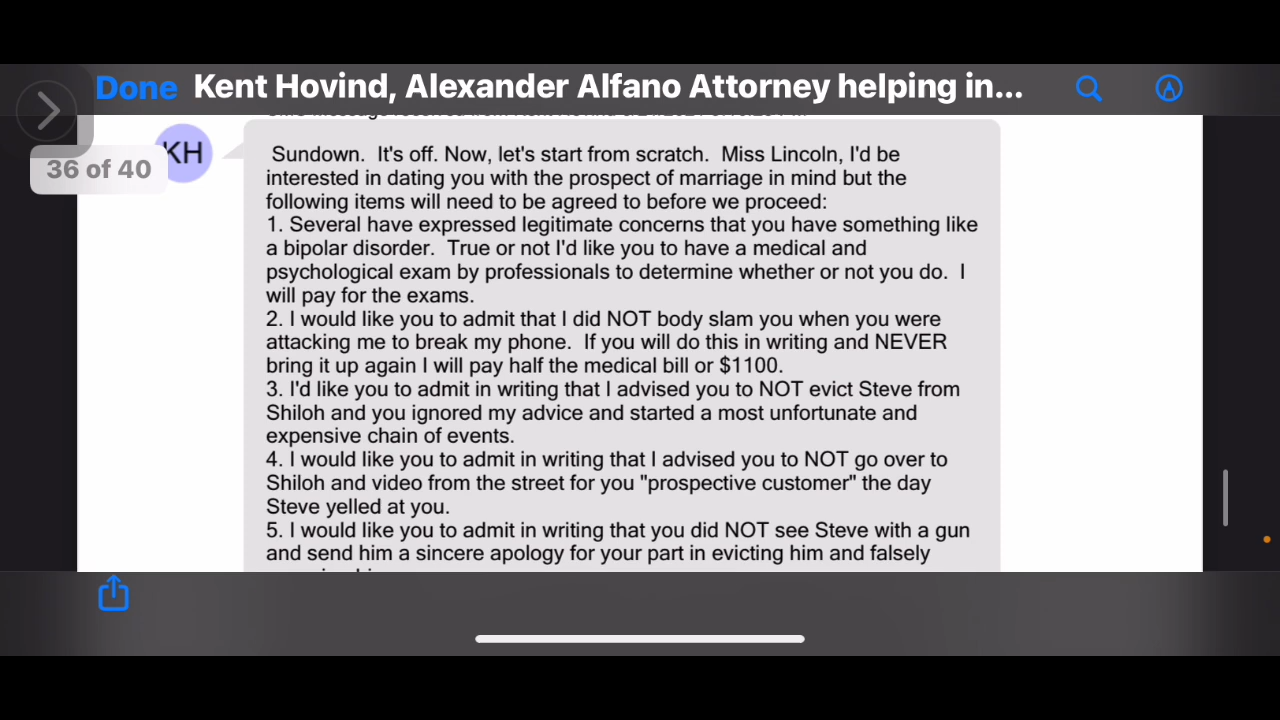 Done Kent Hovind, Alexander Alfano Attorney helping in...
KH
36 of 40
Sundown. It's off. Now, let's start from scratch. Miss Lincoln, I'd be
interested in dating you with the prospect of marriage in mind but the
following items will need to be agreed to before we proceed:
1. Several have expressed legitimate concerns that you have something like
a bipolar disorder. True or not I'd like you to have a medical and
psychological exam by professionals to determine whether or not you do. I
will pay for the exams.
2. I would like you to admit that I did NOT body slam you when you were
attacking me to break my phone. If you will do this in writing and NEVER
bring it up again I will pay half the medical bill or $1100.
3. I'd like you to admit in writing that I advised you to NOT evict Steve from
Shiloh and you ignored my advice and started a most unfortunate and
expensive chain of events.
4. I would like you to admit in writing that I advised you to NOT go over to
Shiloh and video from the street for you "prospective customer" the day
Steve yelled at you.
5. I would like you to admit in writing that you did NOT see Steve with a gun
and send him a sincere apology for your part in evicting him and falsely